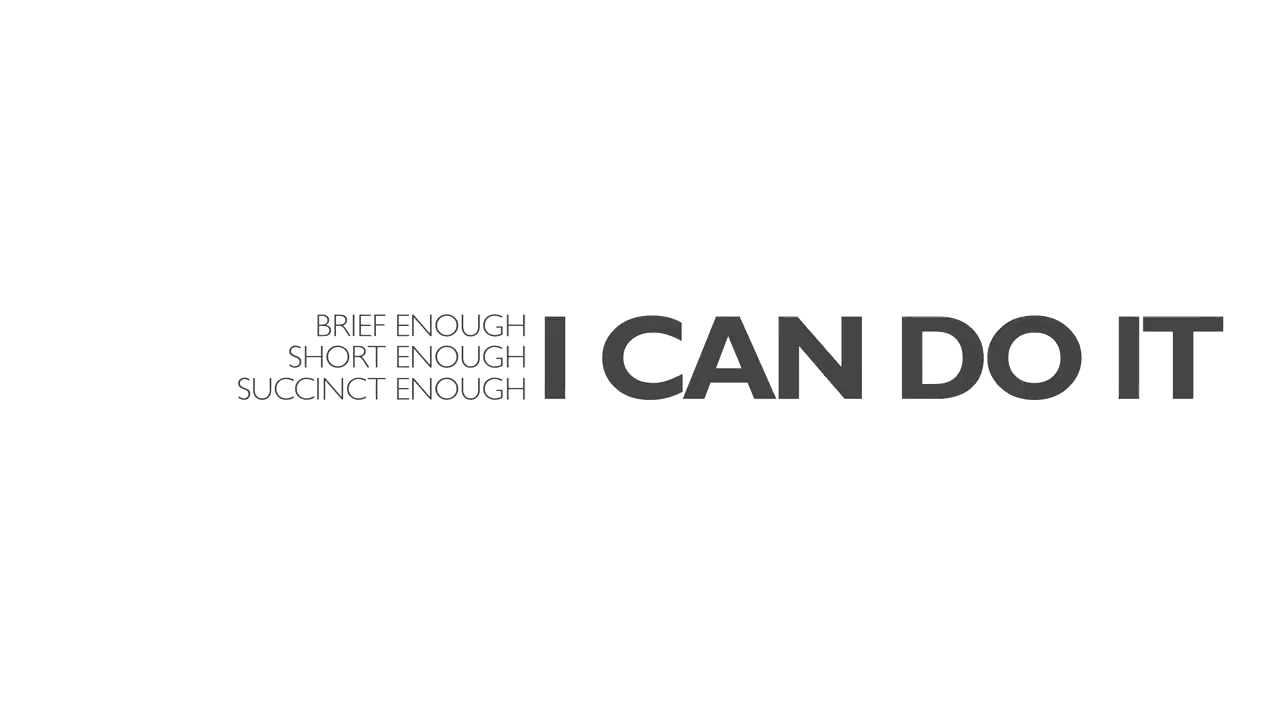 BRIEF ENOUGH
SHORT ENOUGH
SUCCINCT ENOUGH
I CAN DO IT